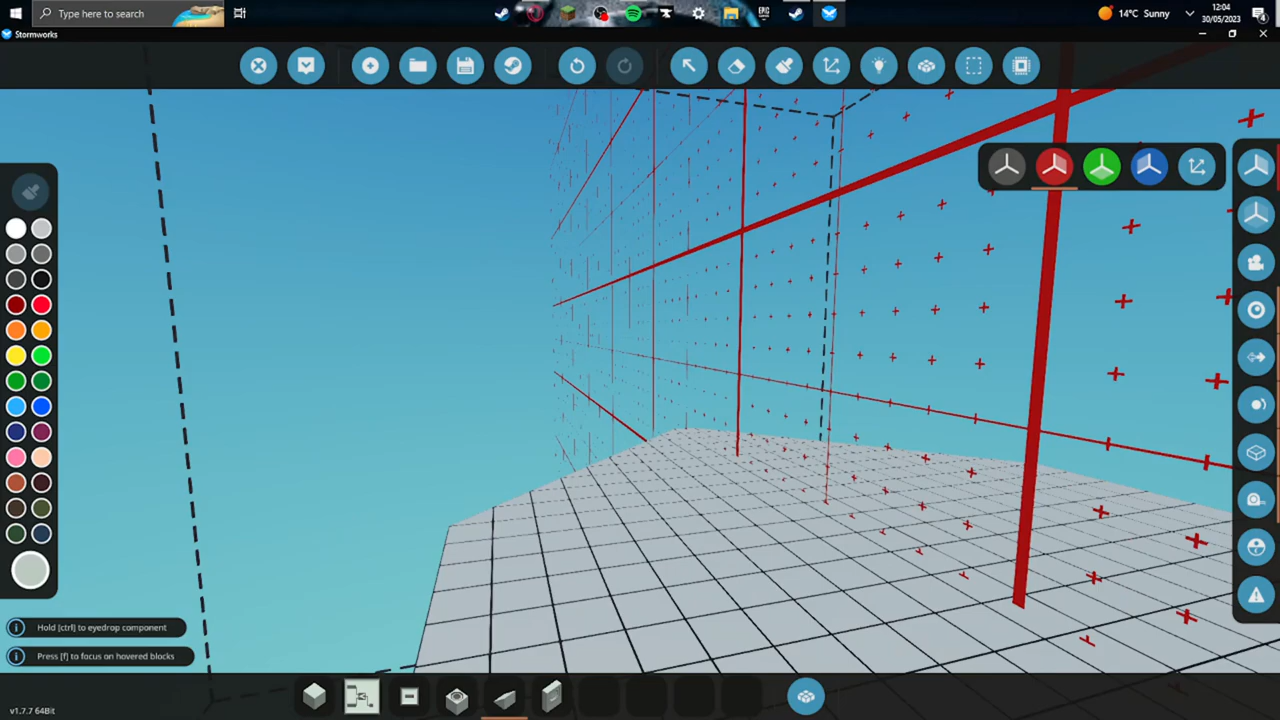 Type here to search
EPIC
14°C Sunny
12:04
30/05/2023
Stormworks
Hold [ctrl] to eyedrop component
Press [f] to focus on hovered blocks
v1.7.7 64Bit